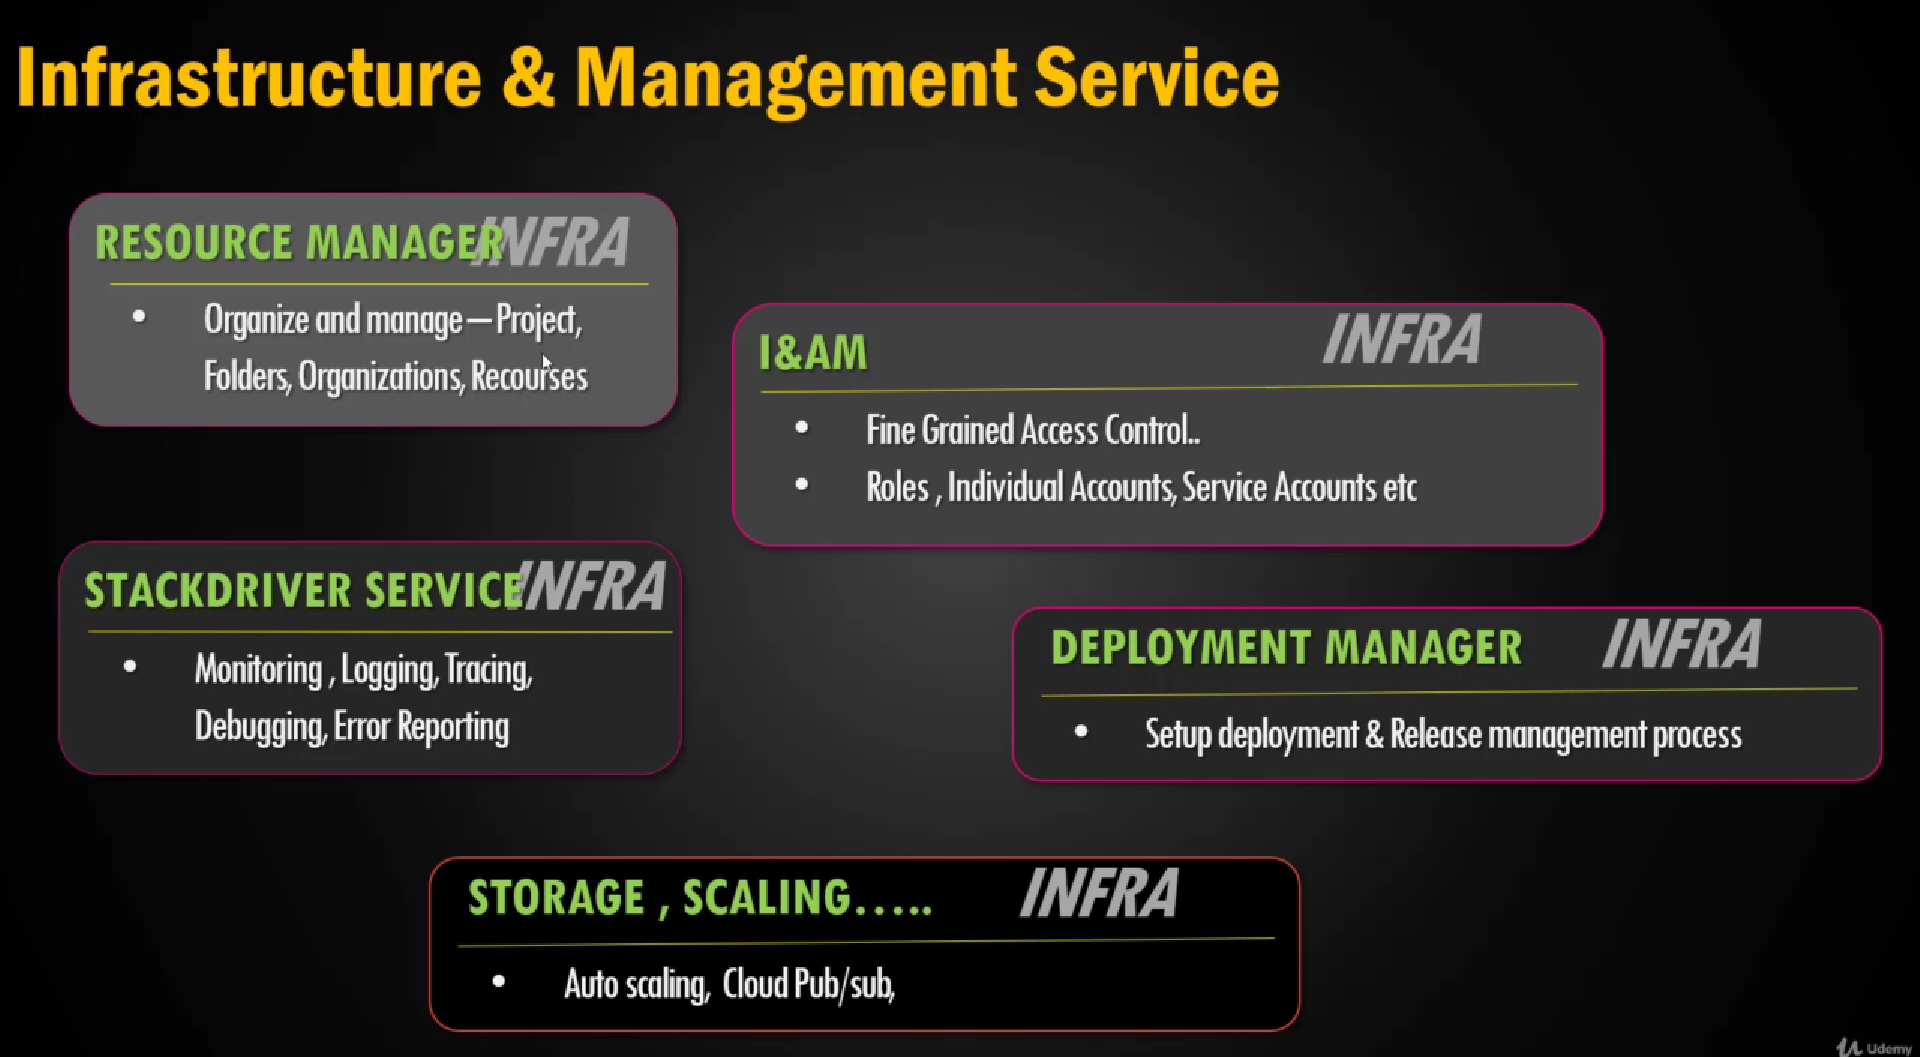 Infrastructure & Management Service
RESOURCE MANAGER INFRA
• Organize and manage – Project,
Folders, Organizations, Recourses
I&AM INFRA
• Fine Grained Access Control..
• Roles , Individual Accounts, Service Accounts etc
STACKDRIVER SERVICE INFRA
• Monitoring , Logging, Tracing,
Debugging, Error Reporting
DEPLOYMENT MANAGER INFRA
• Setup deployment & Release management process
STORAGE , SCALING..... INFRA
• Auto scaling, Cloud Pub/sub,
Udemy